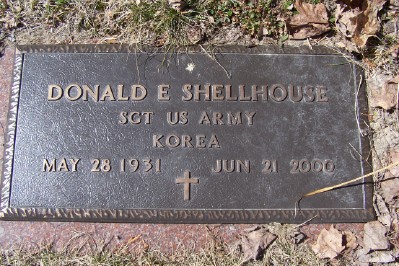 DONALD E SHELLHOUSE
SGT US ARMY
KOREA
MAY 28 1931 JUN 21 2000